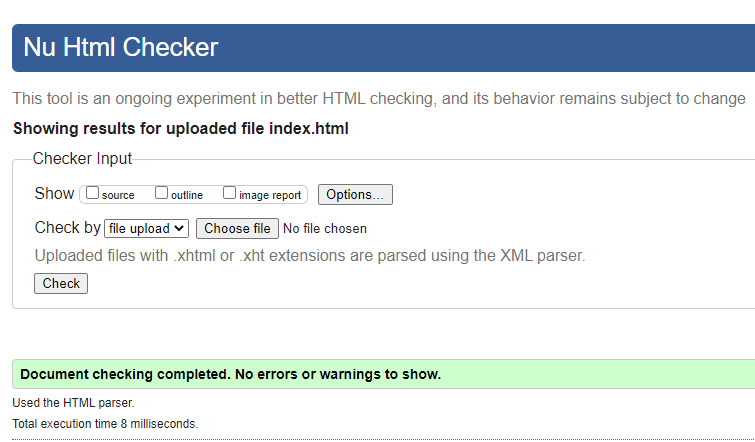 Nu Html Checker
This tool is an ongoing experiment in better HTML checking, and its behavior remains subject to change
Showing results for uploaded file index.html
Checker Input
Show source outline image report Options...
Check by file upload Choose file No file chosen
Uploaded files with .xhtml or .xht extensions are parsed using the XML parser.
Check
Document checking completed. No errors or warnings to show.
Used the HTML parser.
Total execution time 8 milliseconds.